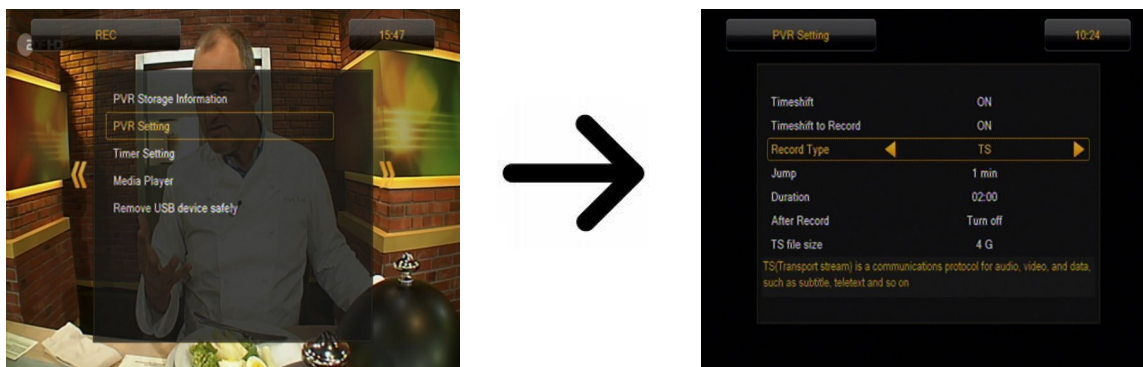 REC
15:47
PVR Storage Information
PVR Setting
Timer Setting
Media Player
Remove USB device safely
PVR Setting
10:24
Timeshift ON
Timeshift to Record ON
Record Type TS
Jump 1 min
Duration 02:00
After Record Turn off
TS file size 4 G
TS(Transport stream) is a communications protocol for audio, video, and data,
such as subtitle, teletext and so on